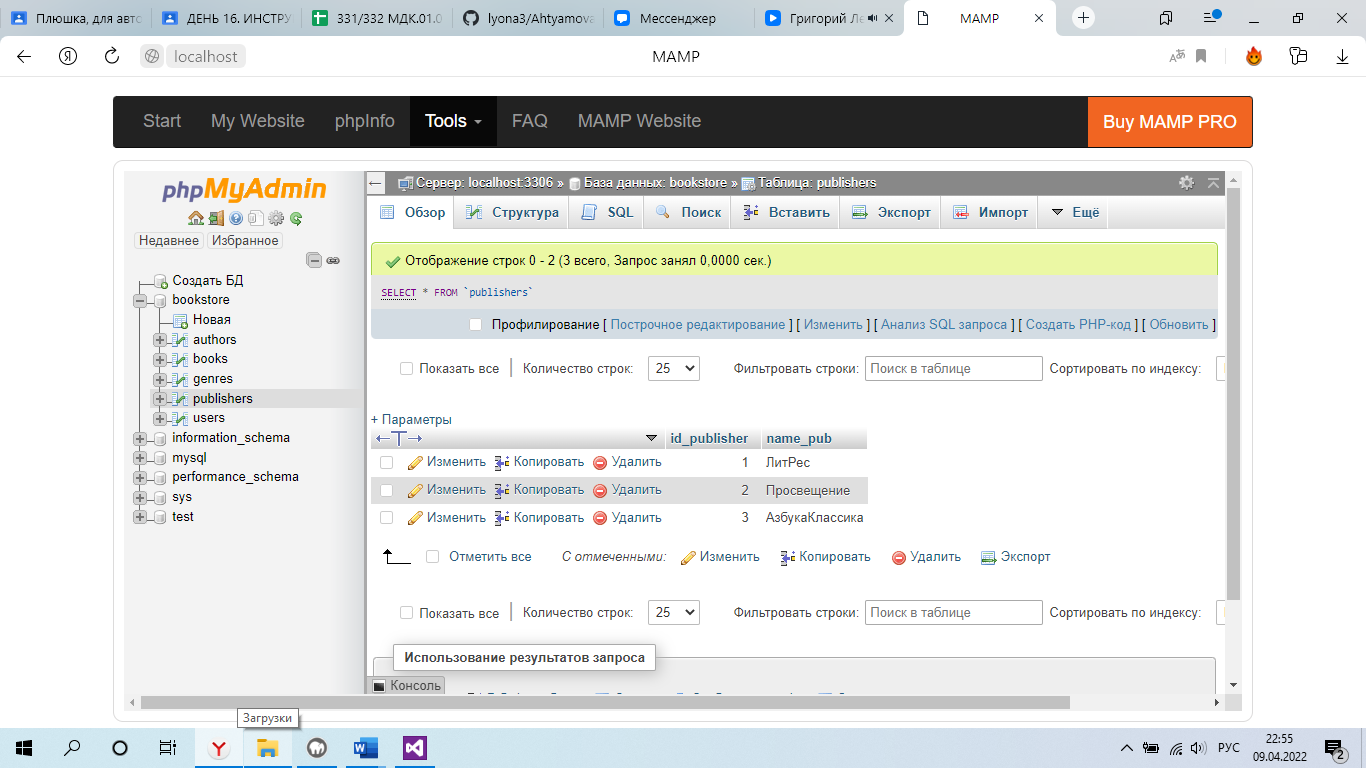 Плюшка, для авто
ДЕНЬ 16. ИНСТРУ
331/332 МДК.01.0
lyona3/Ahtyamova
Мессенджер
Григорий Ле
MAMP
localhost
MAMP
Start My Website phpInfo Tools FAQ MAMP Website Buy MAMP PRO
phpMyAdmin
Недавнее Избранное
Создать БД
bookstore
Новая
authors
books
genres
publishers
users
information_schema
mysql
performance_schema
sys
test
Сервер: localhost:3306 » База данных: bookstore » Таблица: publishers
Обзор Структура SQL Поиск Вставить Экспорт Импорт Ещё
Отображение строк 0 - 2 (3 всего, Запрос занял 0,0000 сек.)
SELECT * FROM `publishers`
Профилирование [ Построчное редактирование ] [ Изменить ] [ Анализ SQL запроса ] [ Создать PHP-код ] [ Обновить ]
Показать все Количество строк: 25 Фильтровать строки: Поиск в таблице Сортировать по индексу:
+ Параметры
id_publisher name_pub
Изменить Копировать Удалить 1 ЛитРес
Изменить Копировать Удалить 2 Просвещение
Изменить Копировать Удалить 3 АзбукаКлассика
Отметить все С отмеченными: Изменить Копировать Удалить Экспорт
Показать все Количество строк: 25 Фильтровать строки: Поиск в таблице Сортировать по индексу:
Использование результатов запроса
Консоль
Загрузки
РУС
22:55
09.04.2022
2